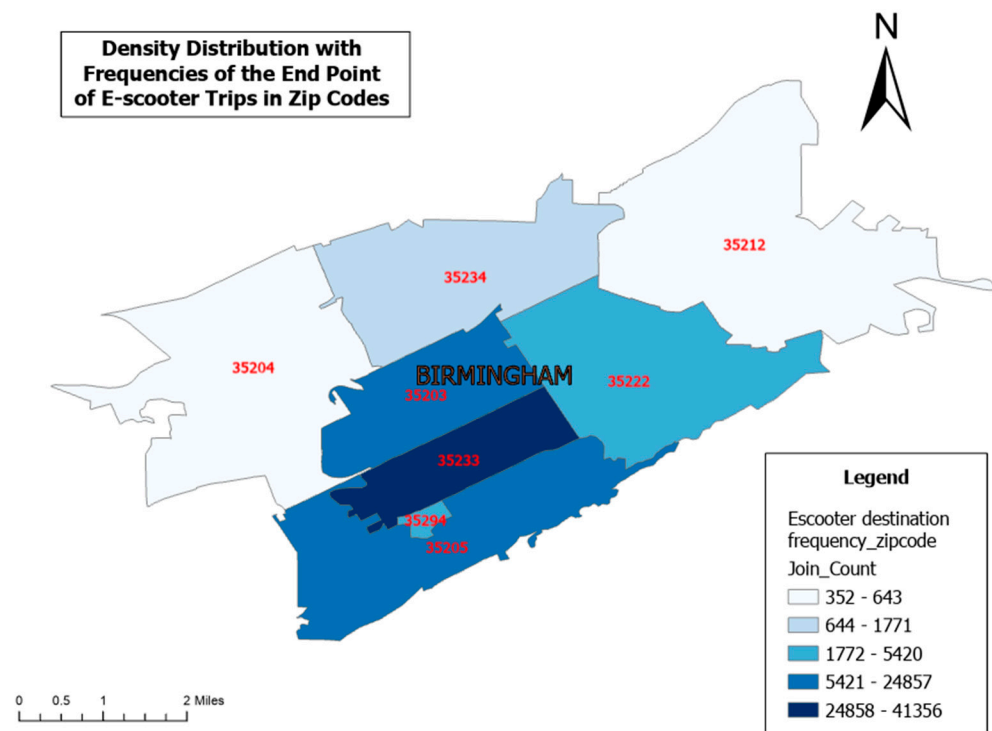 Density Distribution with
Frequencies of the End Point
of E-scooter Trips in Zip Codes
N
35212
35234
35204
BIRMINGHAM
35222
35203
35233
35294
35205
Legend
Escooter destination
frequency_zipcode
Join_Count
352 - 643
644 - 1771
1772 - 5420
5421 - 24857
24858 - 41356
0 0.5 1 2 Miles